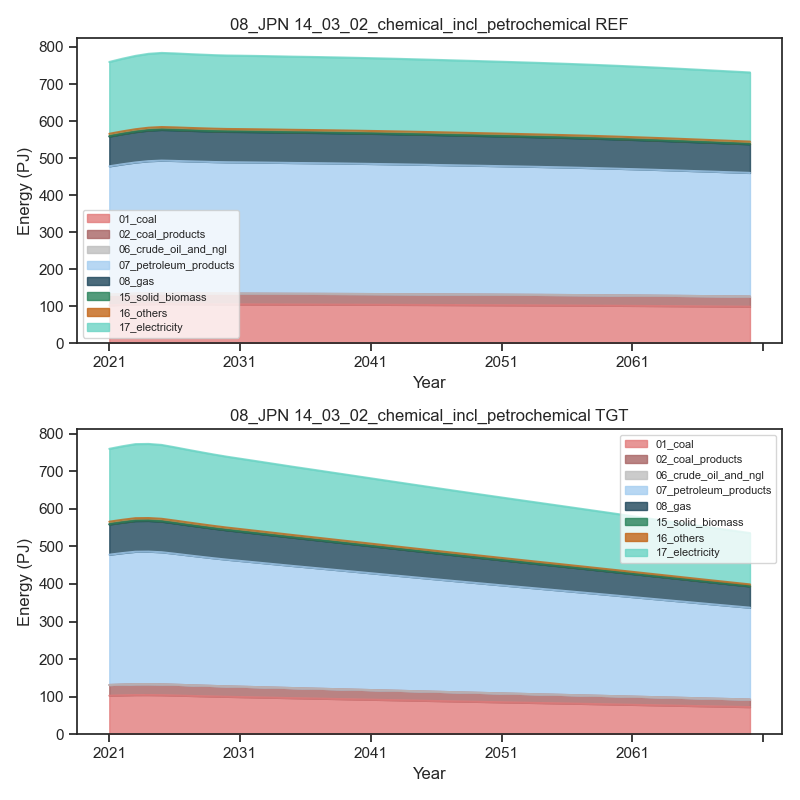 08_JPN 14_03_02_chemical_incl_petrochemical REF
800
700
600
500
400
300
200
100
0
Energy (PJ)
01_coal
02_coal_products
06_crude_oil_and_ngl
07_petroleum_products
08_gas
15_solid_biomass
16_others
17_electricity
2021 2031 2041 2051 2061
Year
08_JPN 14_03_02_chemical_incl_petrochemical TGT
800
700
600
500
400
300
200
100
0
Energy (PJ)
01_coal
02_coal_products
06_crude_oil_and_ngl
07_petroleum_products
08_gas
15_solid_biomass
16_others
17_electricity
2021 2031 2041 2051 2061
Year